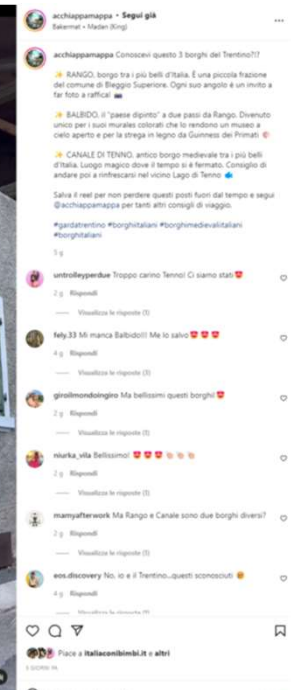 acchiappamappa • Segui già
Bakermat • Madan (King)
acchiappamappa Conoscevi questo 3 borghi del Trentino?!?
✨ RANGO, borgo tra i più belli d'Italia. È una piccola frazione
del comune di Bleggio Superiore. Ogni suo angolo è un invito a
far foto a raffica! 📷
✨ BALBIDO, il "paese dipinto" a due passi da Rango. Divenuto
unico per i suoi murales colorati che lo rendono un museo a
cielo aperto e per la strega in legno da Guinness dei Primati 🎯
✨ CANALE DI TENNO, antico borgo medievale tra i più belli
d'Italia. Luogo magico dove il tempo si è fermato. Consiglio di
andare poi a rinfrescarsi nel vicino Lago di Tenno
Salva il reel per non perdere questi posti fuori dal tempo e segui
@acchiappamappa per tanti altri consigli di viaggio.
#gardatrentino #borghiitaliani #borghimedievaliitaliani
#borghitaliani
5 g
untrolleyperdue Troppo carino Tenno! Ci siamo stati😍
2 g Rispondi
Visualizza le risposte (1)
fely.33 Mi manca Balbido!!! Me lo salvo😍😍😍
4 g Rispondi
Visualizza le risposte (3)
giroilmondoingiro Ma bellissimi questi borghi!😍
2 g Rispondi
Visualizza le risposte (1)
niurka_vila Bellissimo! 😍😍😍👏🏻👏🏻👏🏻
2 g Rispondi
Visualizza le risposte (1)
mamyafterwork Ma Rango e Canale sono due borghi diversi?
2 g Rispondi
Visualizza le risposte (1)
eos.discovery No, io e il Trentino...questi sconosciuti
4 g Rispondi
Visualizza le risposte (1)
Piace a italiaconibimbi.it e altri
5 GIORNI FA